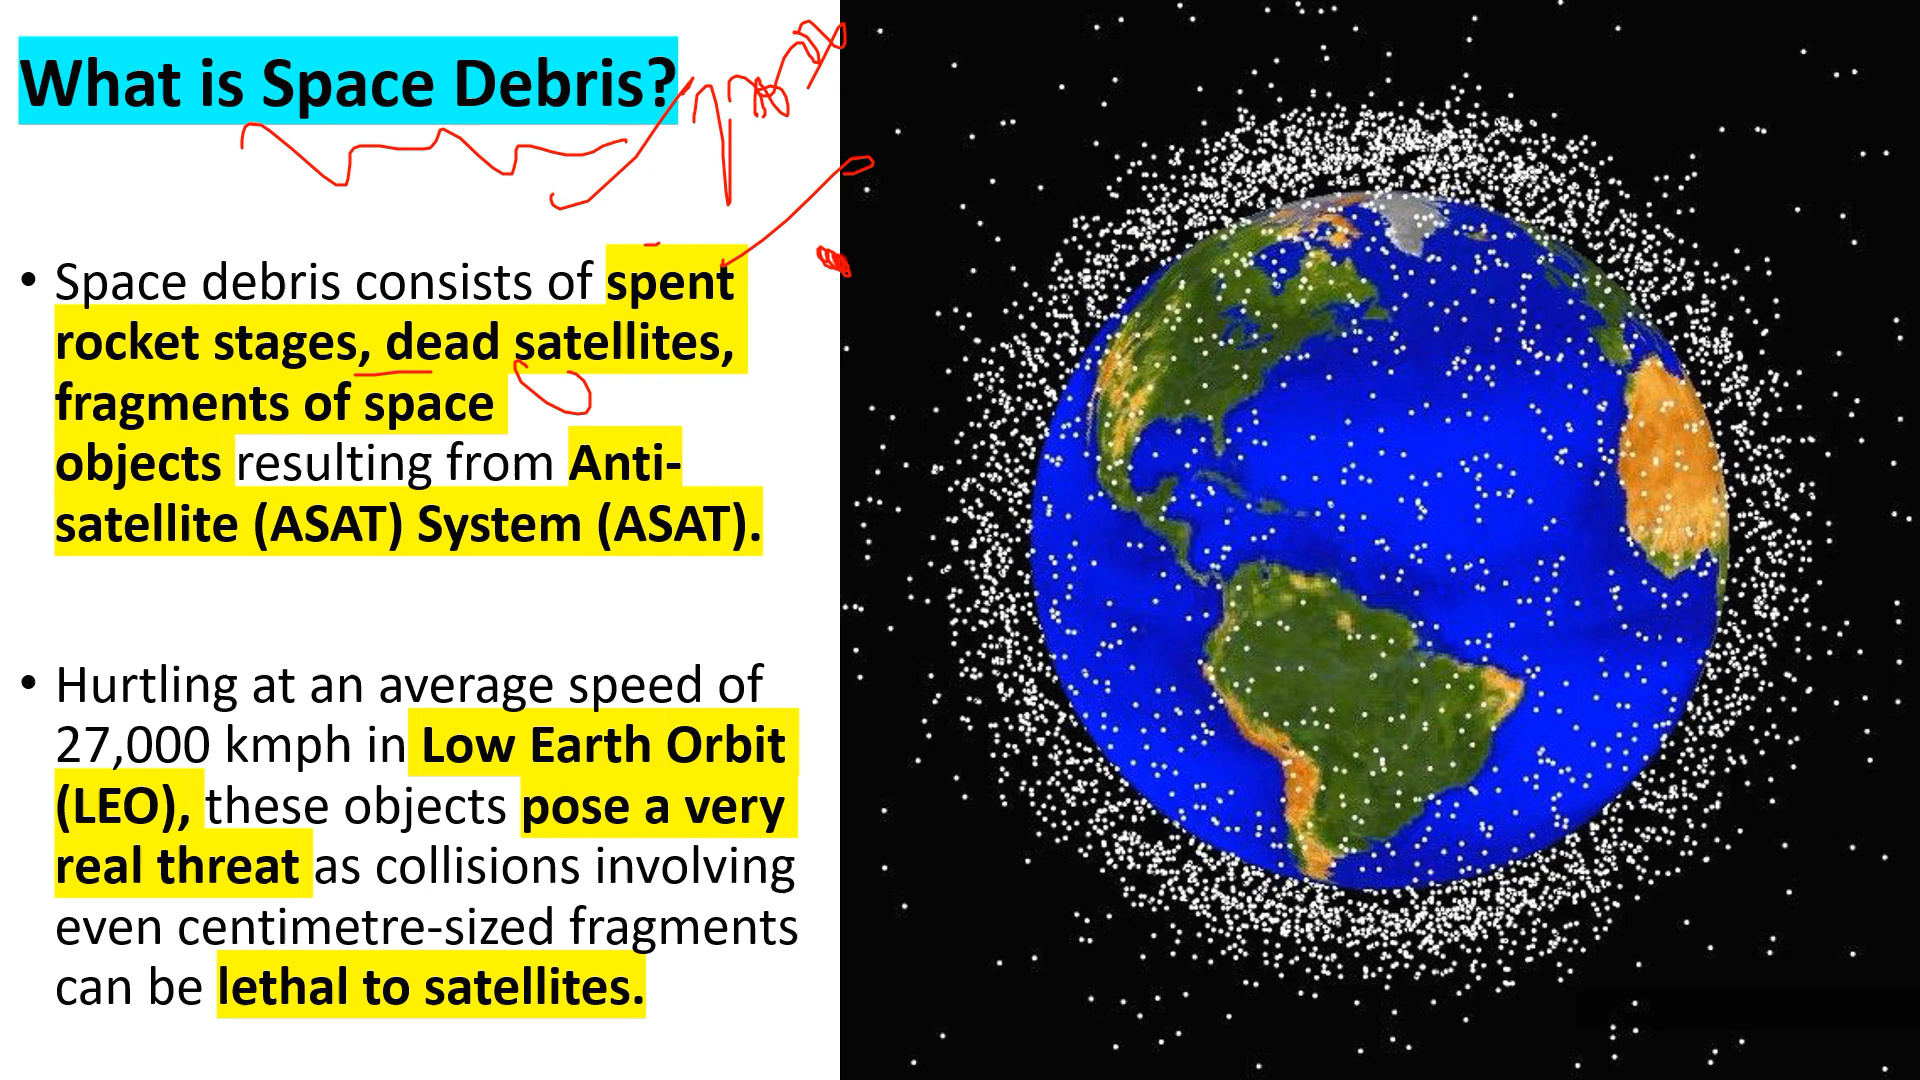 What is Space Debris?
• Space debris consists of spent
rocket stages, dead satellites,
fragments of space
objects resulting from Anti-
satellite (ASAT) System (ASAT).
• Hurtling at an average speed of
27,000 kmph in Low Earth Orbit
(LEO), these objects pose a very
real threat as collisions involving
even centimetre-sized fragments
can be lethal to satellites.